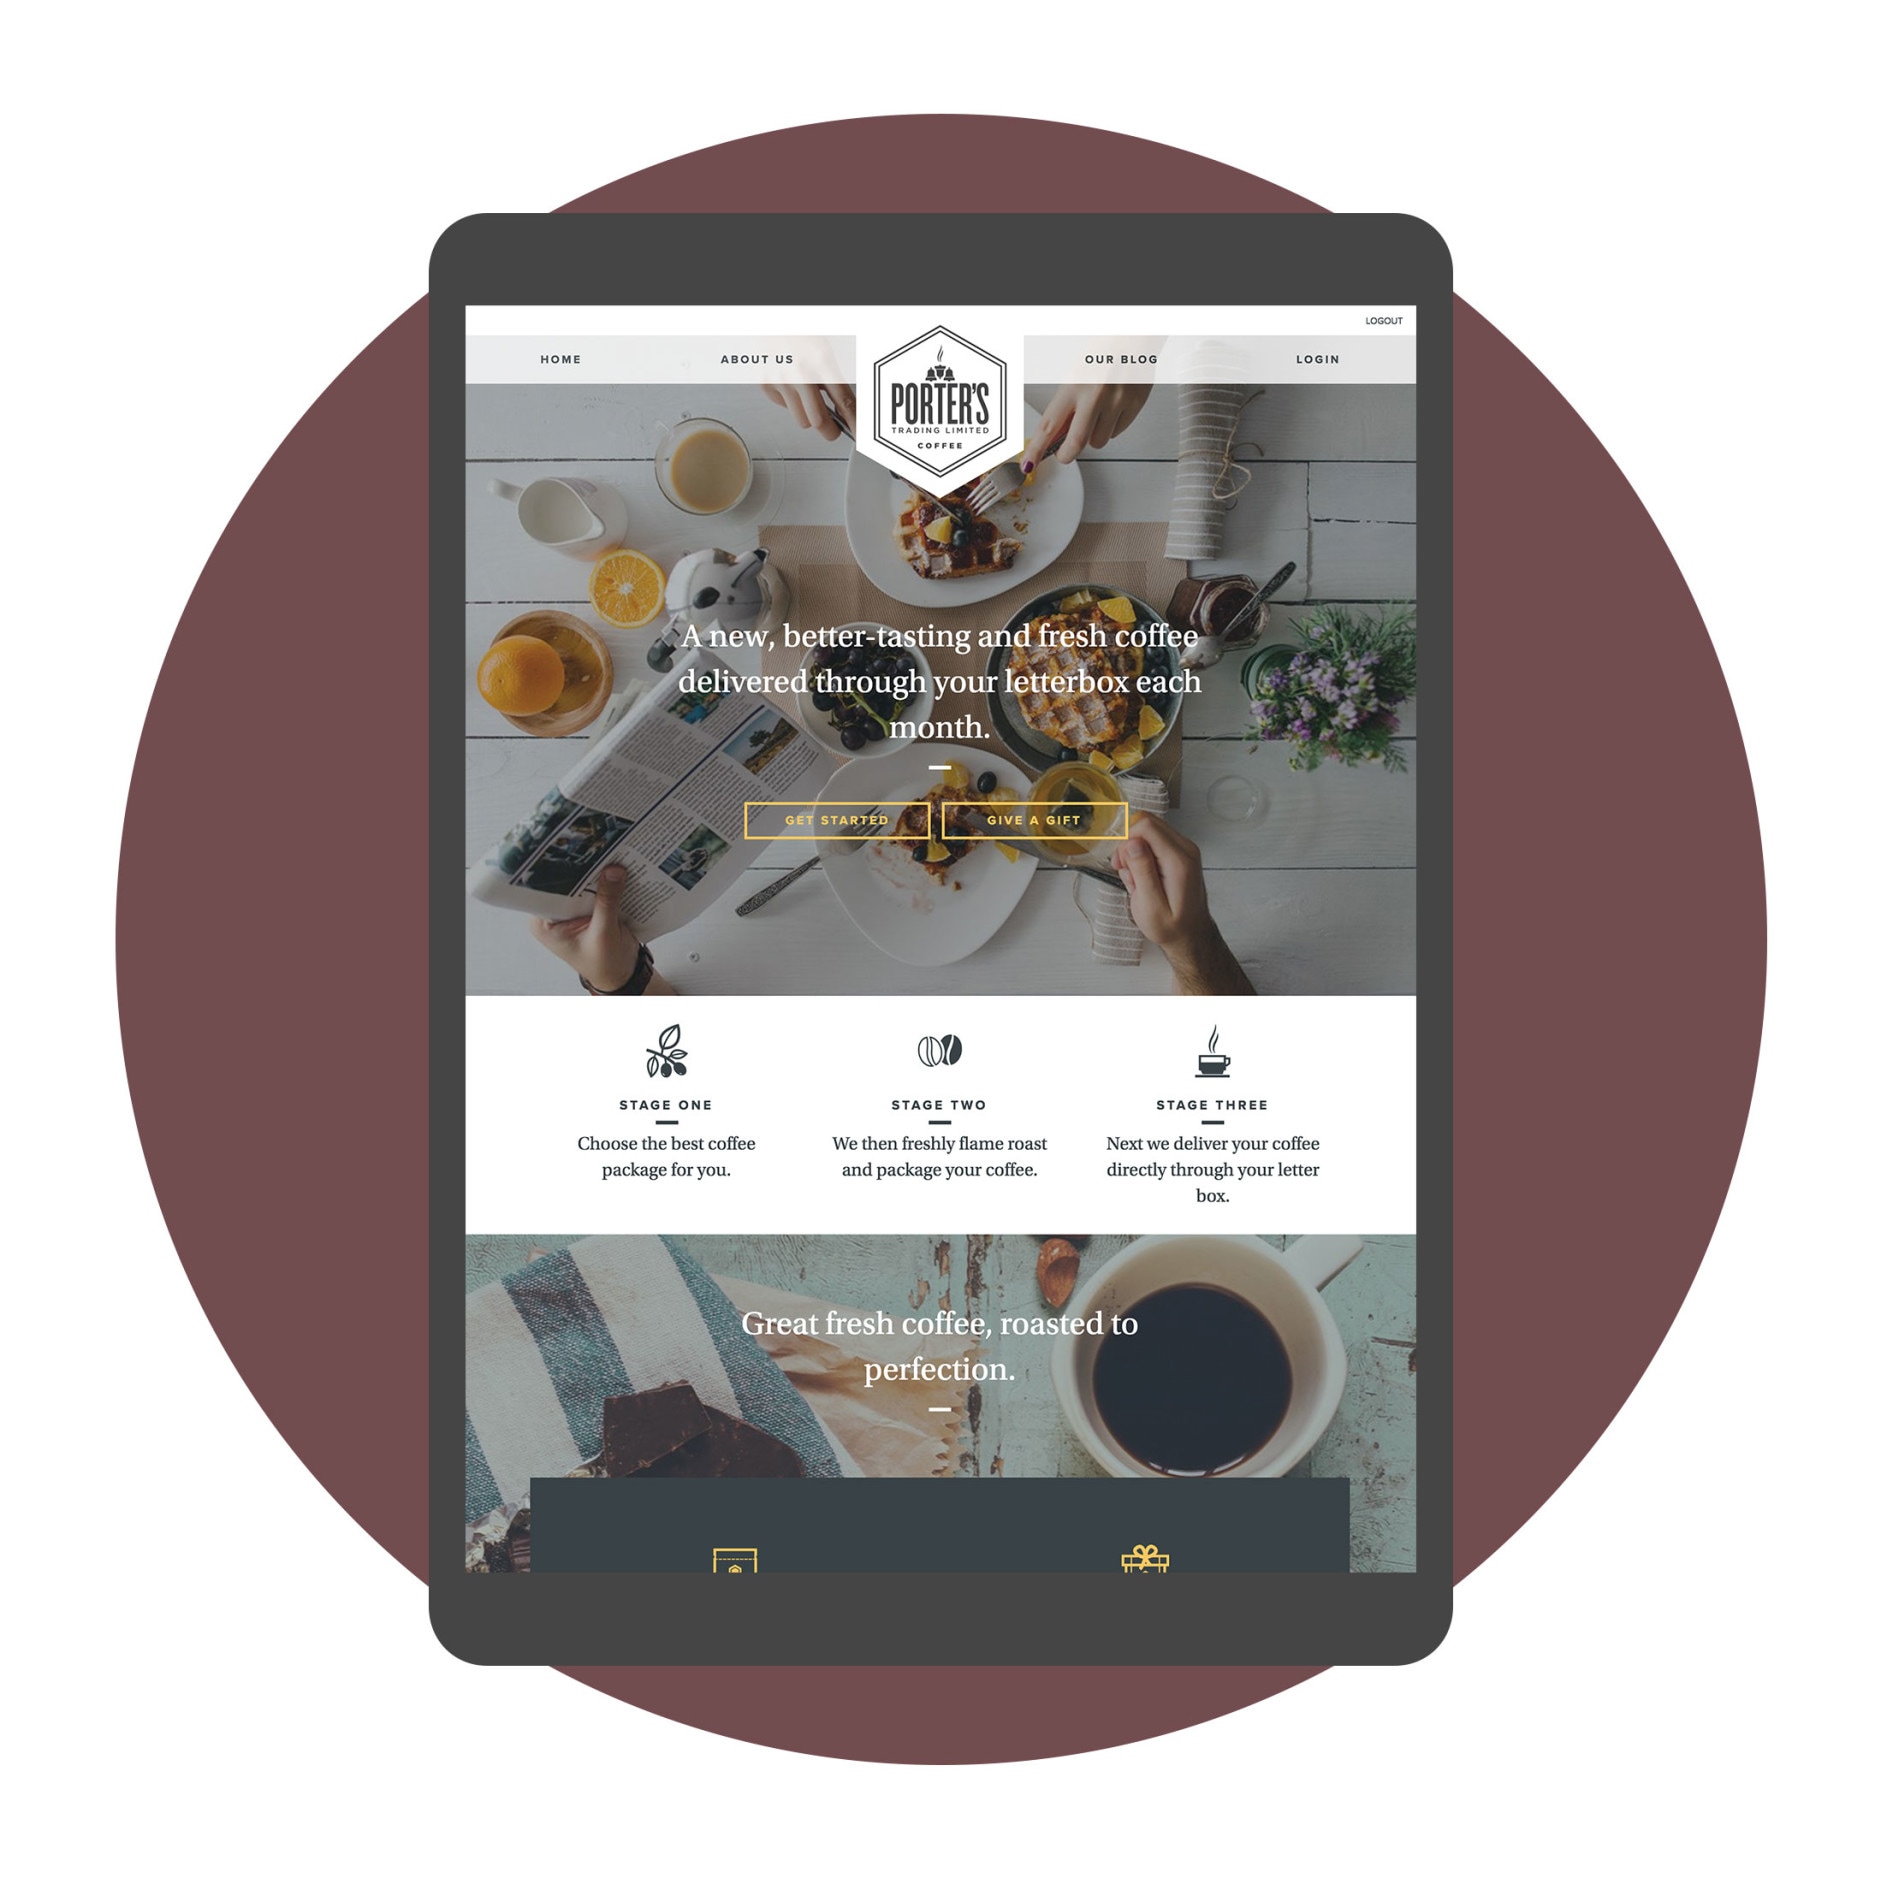 LOGOUT
HOME
ABOUT US
OUR BLOG
LOGIN
PORTER'S
TRADING LIMITED
COFFEE
A new, better-tasting and fresh coffee
delivered through your letterbox each
month.
GET STARTED
GIVE A GIFT
STAGE ONE
Choose the best coffee
package for you.
STAGE TWO
We then freshly flame roast
and package your coffee.
STAGE THREE
Next we deliver your coffee
directly through your letter
box.
Great fresh coffee, roasted to
perfection.